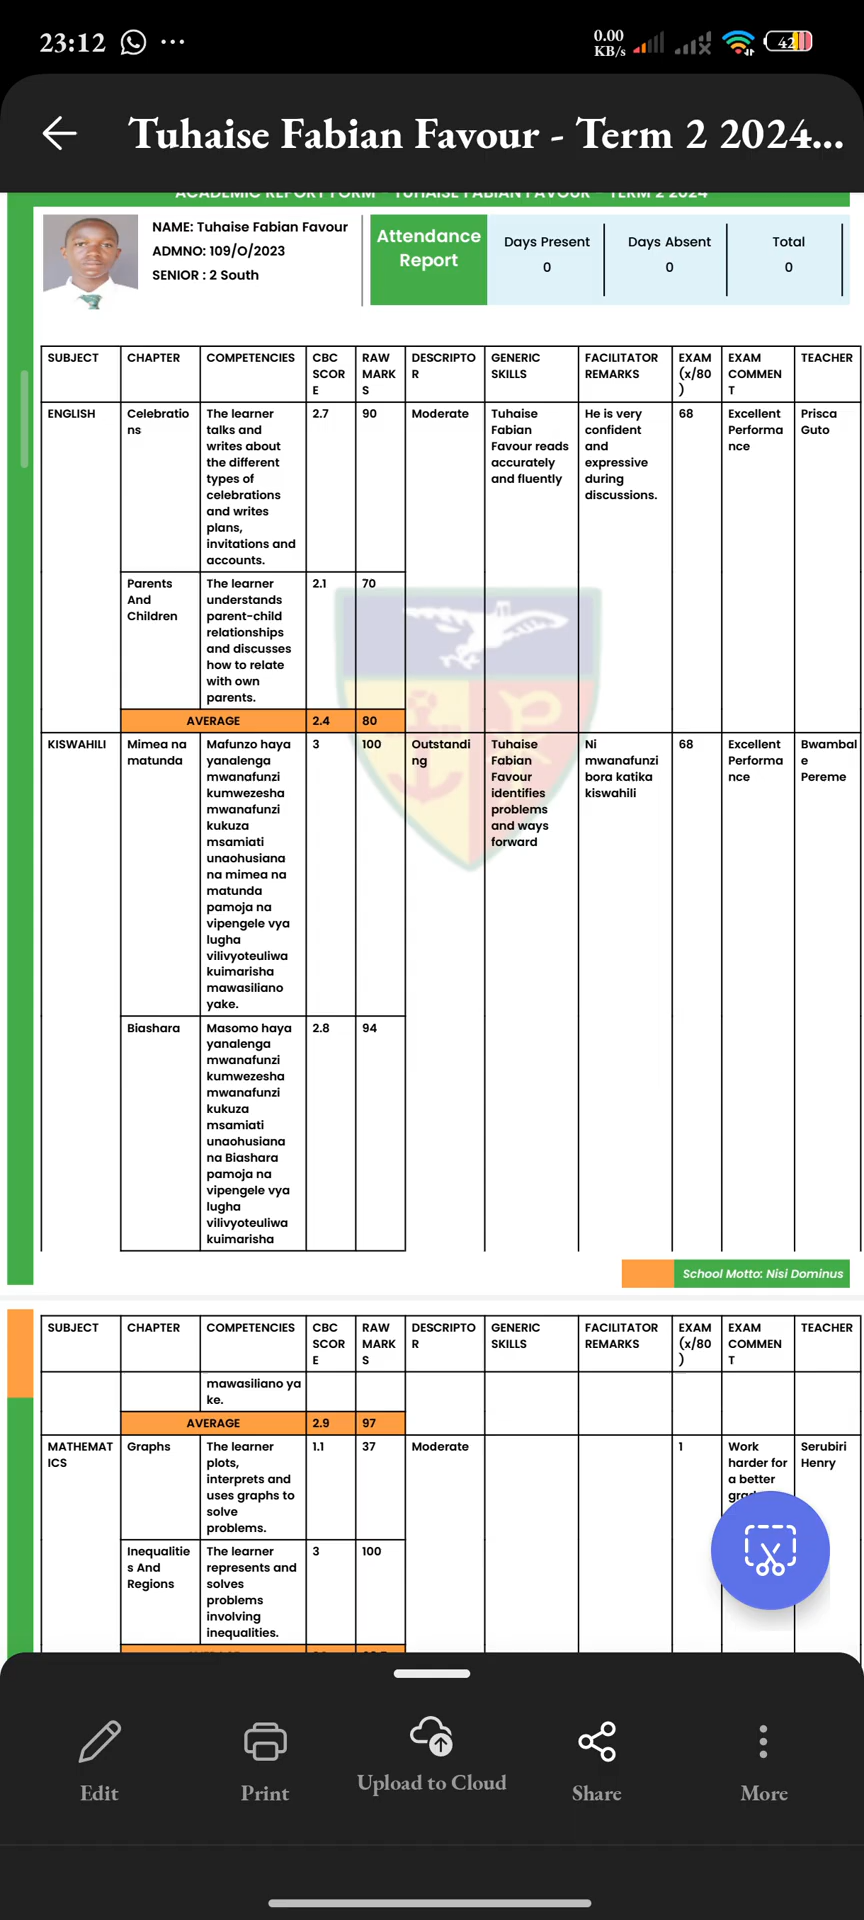 23:12
0.00
KB/s
42
Tuhaise Fabian Favour - Term 2 2024...
ACADEMIC REPORT FORM - TUHAISE FABIAN FAVOUR - TERM 2 2024
NAME: Tuhaise Fabian Favour
ADMNO: 109/O/2023
SENIOR : 2 South
Attendance
Report
Days Present
0
Days Absent
0
Total
0
SUBJECT
CHAPTER
COMPETENCIES
CBC
SCOR
E
RAW
MARK
S
DESCRIPTO
R
GENERIC
SKILLS
FACILITATOR
REMARKS
EXAM
(x/80
)
EXAM
COMMEN
T
TEACHER
ENGLISH
Celebratio
ns
The learner
talks and
writes about
the different
types of
celebrations
and writes
plans,
invitations and
accounts.
2.7
90
Moderate
Tuhaise
Fabian
Favour reads
accurately
and fluently
He is very
confident
and
expressive
during
discussions.
68
Excellent
Performa
nce
Prisca
Guto
Parents
And
Children
The learner
understands
parent-child
relationships
and discusses
how to relate
with own
parents.
2.1
70
AVERAGE
2.4
80
KISWAHILI
Mimea na
matunda
Mafunzo haya
yanalenga
mwanafunzi
kumwezesha
mwanafunzi
kukuza
msamiati
unaohusiana
na mimea na
matunda
pamoja na
vipengele vya
lugha
vilivyoteuliwa
kuimarisha
mawasiliano
yake.
3
100
Outstandi
ng
Tuhaise
Fabian
Favour
identifies
problems
and ways
forward
Ni
mwanafunzi
bora katika
kiswahili
68
Excellent
Performa
nce
Bwambal
e
Pereme
Biashara
Masomo haya
yanalenga
mwanafunzi
kumwezesha
mwanafunzi
kukuza
msamiati
unaohusiana
na Biashara
pamoja na
vipengele vya
lugha
vilivyoteuliwa
kuimarisha
2.8
94
School Motto: Nisi Dominus
SUBJECT
CHAPTER
COMPETENCIES
CBC
SCOR
E
RAW
MARK
S
DESCRIPTO
R
GENERIC
SKILLS
FACILITATOR
REMARKS
EXAM
(x/80
)
EXAM
COMMEN
T
TEACHER
mawasiliano ya
ke.
AVERAGE
2.9
97
MATHEMAT
ICS
Graphs
The learner
plots,
interprets and
uses graphs to
solve
problems.
1.1
37
Moderate
1
Work
harder for
a better
Serubiri
Henry
Inequalitie
s And
Regions
The learner
represents and
solves
problems
involving
inequalities.
3
100
Edit
Print
Upload to Cloud
Share
More